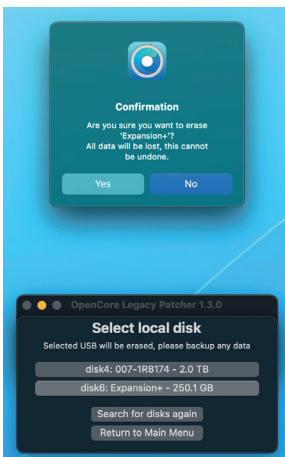 Confirmation
Are you sure you want to erase
'Expansion+'?
All data will be lost, this cannot
be undone.
Yes
No
OpenCore Legacy Patcher 1.3.0
Select local disk
Selected USB will be erased, please backup any data
disk4: 007-1R8174 - 2.0 TB
disk6: Expansion+ - 250.1 GB
Search for disks again
Return to Main Menu